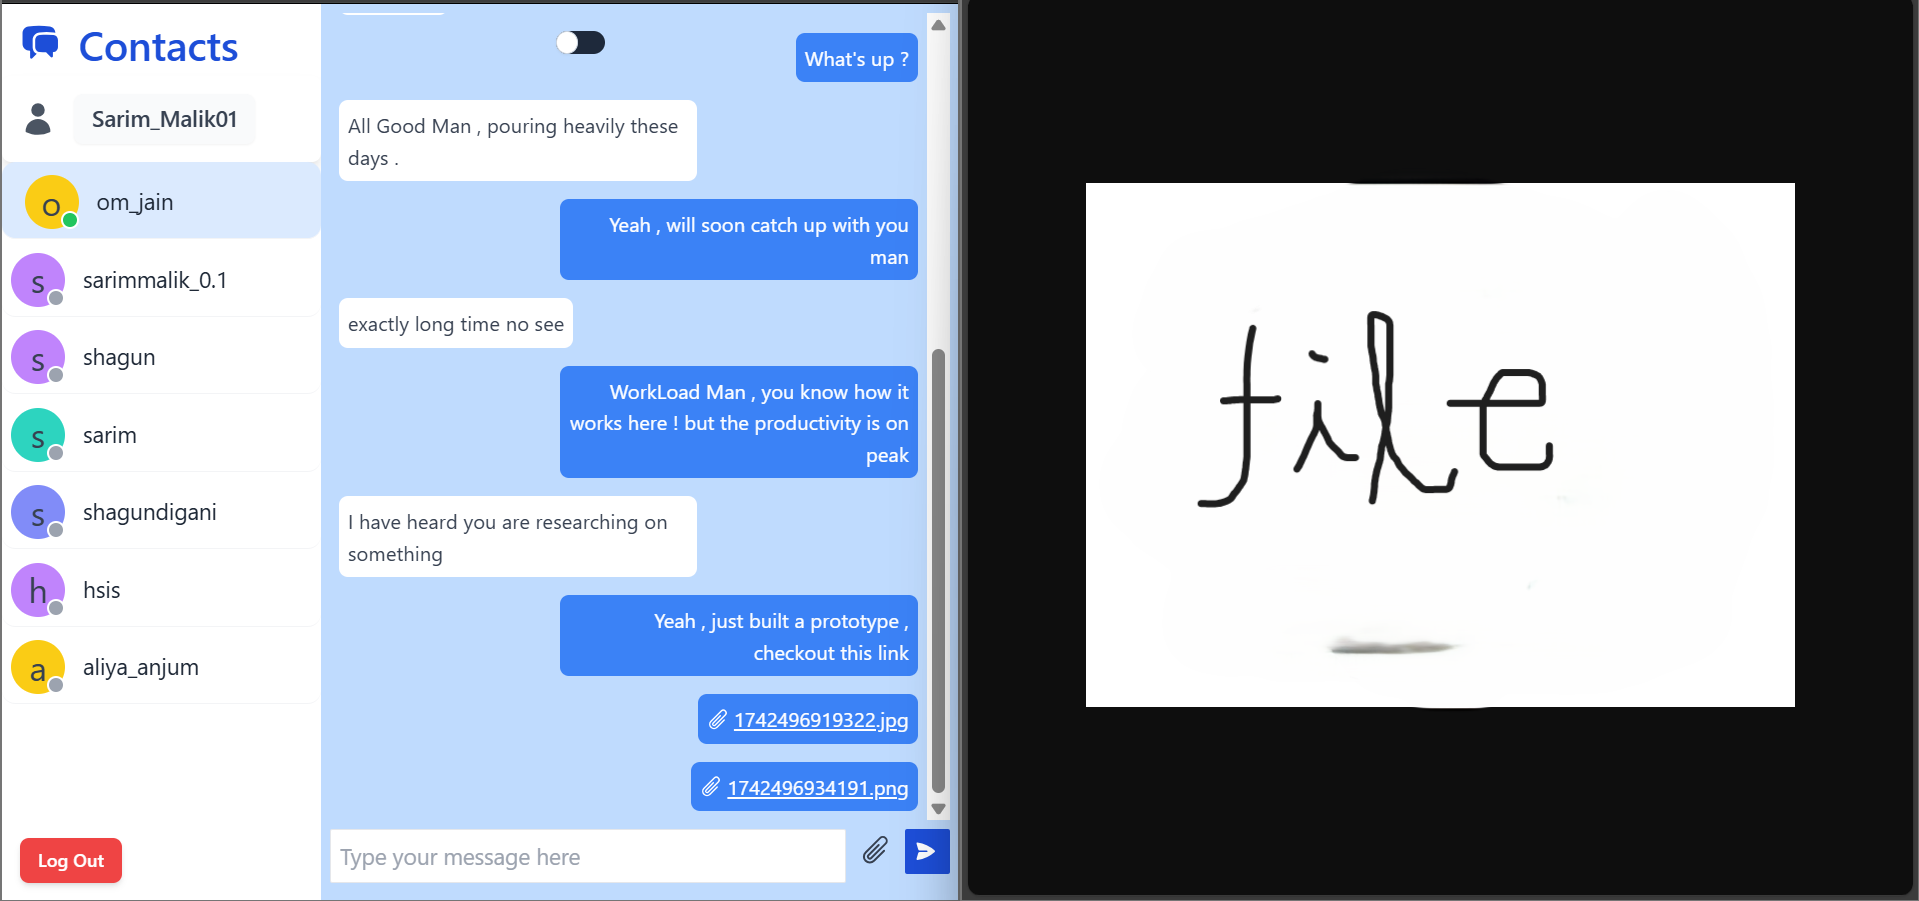 Contacts
Sarim_Malik01
o
om_jain
s
sarimmalik_0.1
s
shagun
s
sarim
s
shagundigani
h
hsis
a
aliya_anjum
Log Out
What's up ?
All Good Man , pouring heavily these
days .
Yeah , will soon catch up with you
man
exactly long time no see
WorkLoad Man , you know how it
works here ! but the productivity is on
peak
I have heard you are researching on
something
Yeah , just built a prototype ,
checkout this link
1742496919322.jpg
1742496934191.png
Type your message here
file